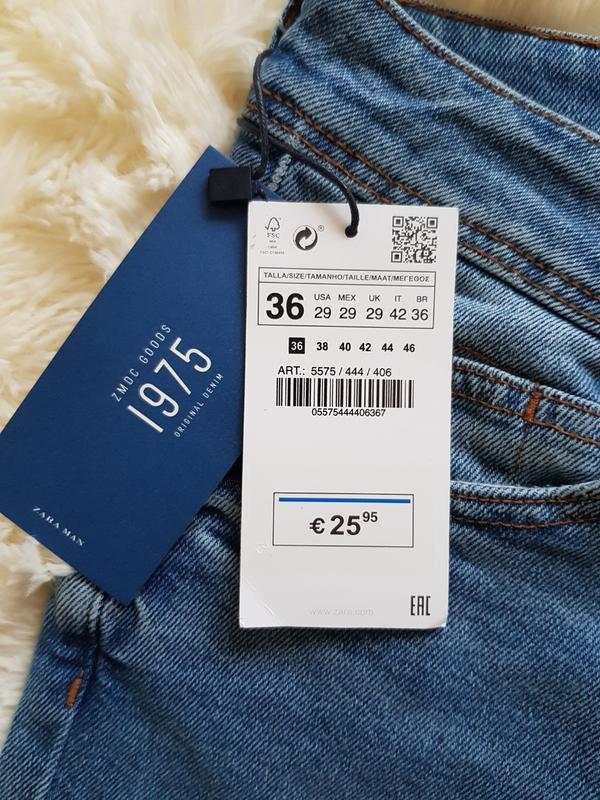 FSC
TALLA/SIZE/TAMANHO/TAILLE/MAAT/ΜΕΓΕΘΟΣ
36 USA MEX UK IT BR
29 29 29 42 36
36 38 40 42 44 46
ART.: 5575 / 444 / 406
05575444406367
€ 25 95
www.zara.com
EAC
ZMDC GOODS
1975
ORIGINAL DENIM
ZARA MAN